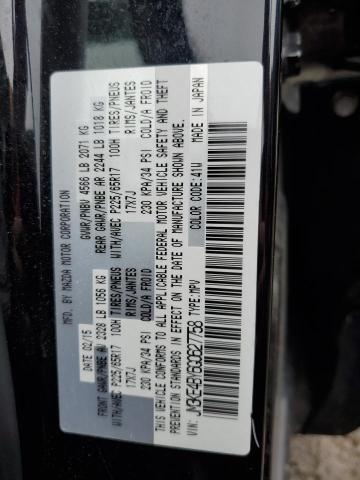 MFD BY MAZDA MOTOR CORPORATION
DATE 02/15 GVWR/PNBV 4566 LB 2071 KG
FRONT GAWR/PNBE AV 2328 LB 1056 KG REAR GAWR/PNBE AR 2244 LB 1018 KG
WITH/AVEC P225/65R17 100H TIRES/PNEUS WITH/AVEC P225/65R17 100H TIRES/PNEUS
17X7J RIMS/JANTES 17X7J RIMS/JANTES
230 KPA/34 PSI COLD/A FROID 230 KPA/34 PSI COLD/A FROID
THIS VEHICLE CONFORMS TO ALL APPLICABLE FEDERAL MOTOR VEHICLE SAFETY AND THEFT
PREVENTION STANDARDS IN EFFECT ON THE DATE OF MANUFACTURE SHOWN ABOVE.
TYPE:MPV COLOR CODE:41W MADE IN JAPAN
VIN: